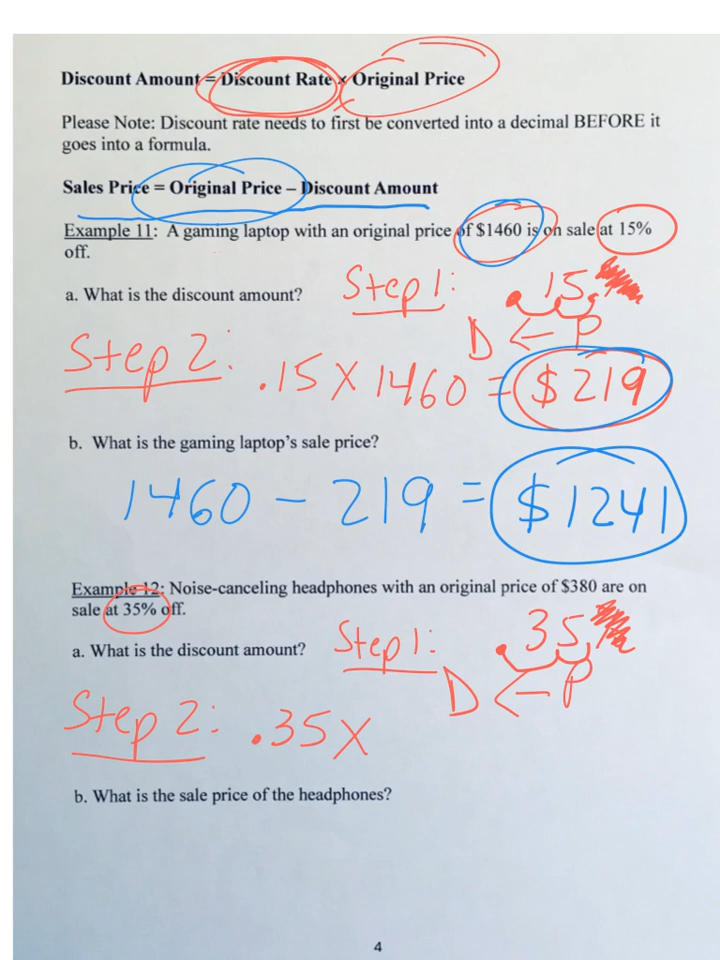 Discount Amount = Discount Rate x Original Price
Please Note: Discount rate needs to first be converted into a decimal BEFORE it
goes into a formula.
Sales Price = Original Price – Discount Amount
Example 11: A gaming laptop with an original price of $1460 is on sale at 15%
off.
a. What is the discount amount?
Step 1:
.15.
D ← P
Step 2: .15 X 1460 = $219
b. What is the gaming laptop's sale price?
1460 - 219 = $1241
Example 12: Noise-canceling headphones with an original price of $380 are on
sale at 35% off.
a. What is the discount amount?
Step 1:
.35.
D ← P
Step 2: .35 X
b. What is the sale price of the headphones?
4